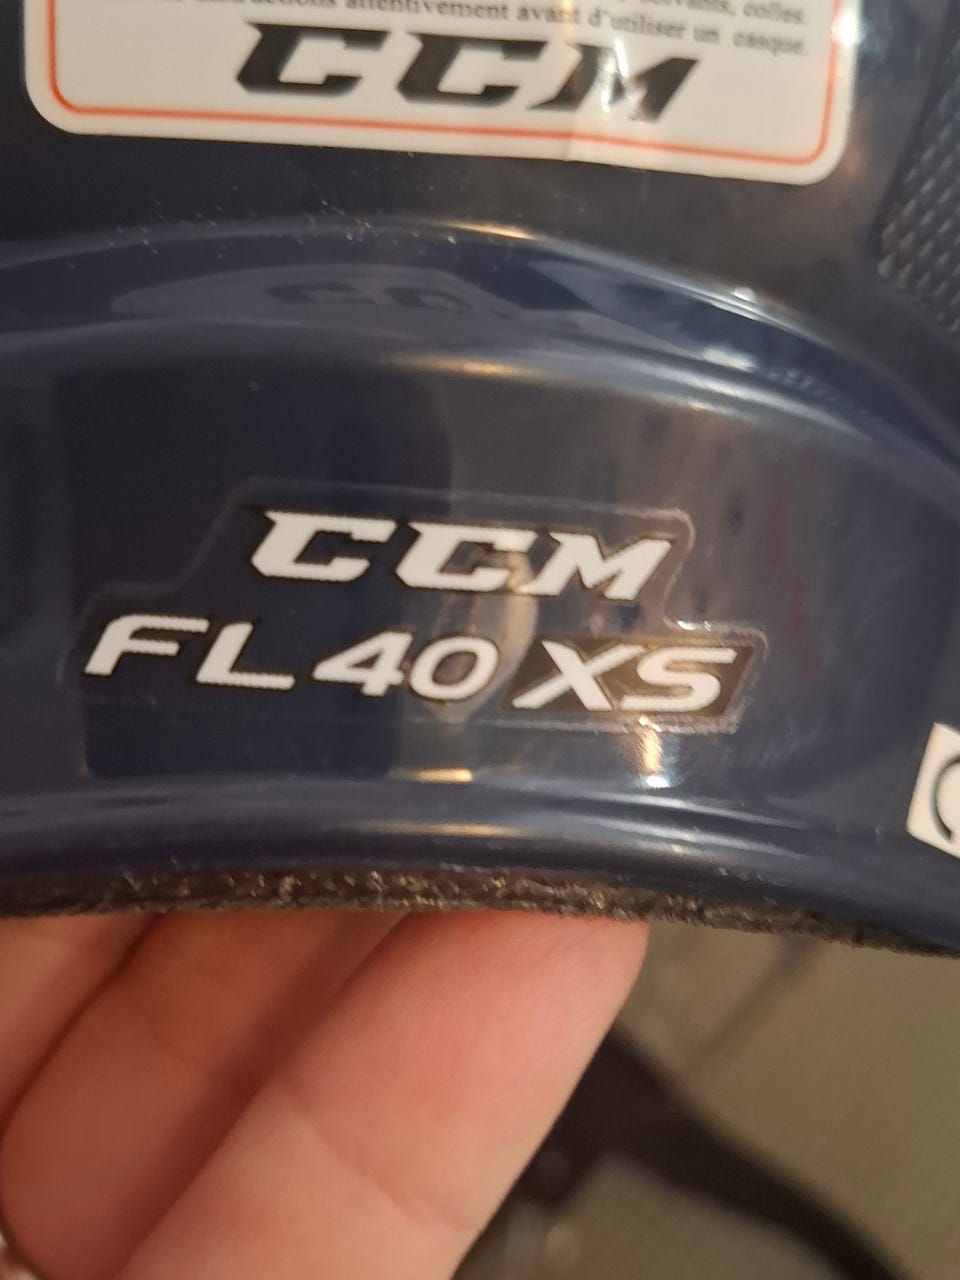 attentivement avant d'utiliser un casque.
CCM
CCM
FL40 XS